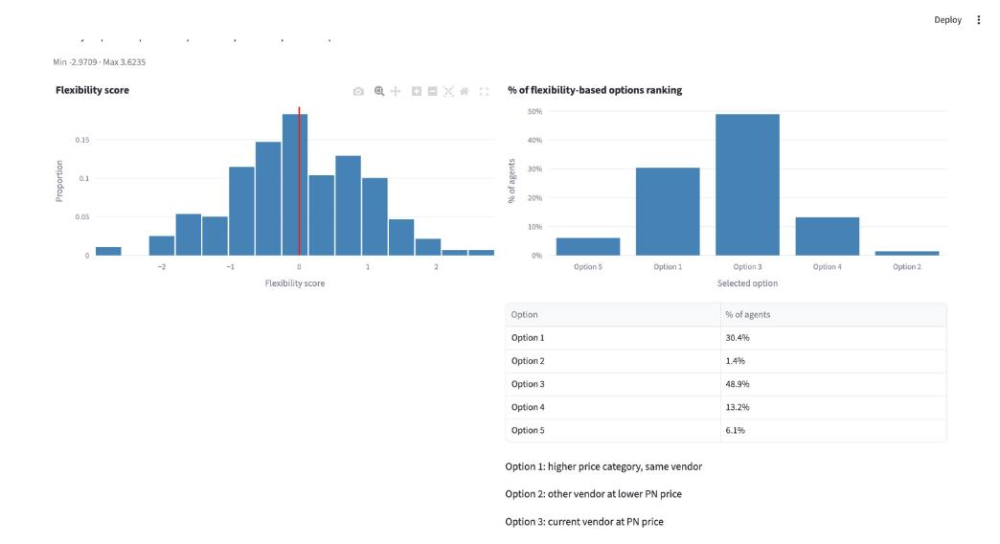 Deploy
Min -2.9709 · Max 3.6235
Flexibility score
0.15
0.1
0.05
0
Proportion
−2
−1
0
1
2
Flexibility score
% of flexibility-based options ranking
50%
40%
30%
20%
10%
0%
% of agents
Option 5
Option 1
Option 3
Option 4
Option 2
Selected option
Option % of agents
Option 1 30.4%
Option 2 1.4%
Option 3 48.9%
Option 4 13.2%
Option 5 6.1%
Option 1: higher price category, same vendor
Option 2: other vendor at lower PN price
Option 3: current vendor at PN price